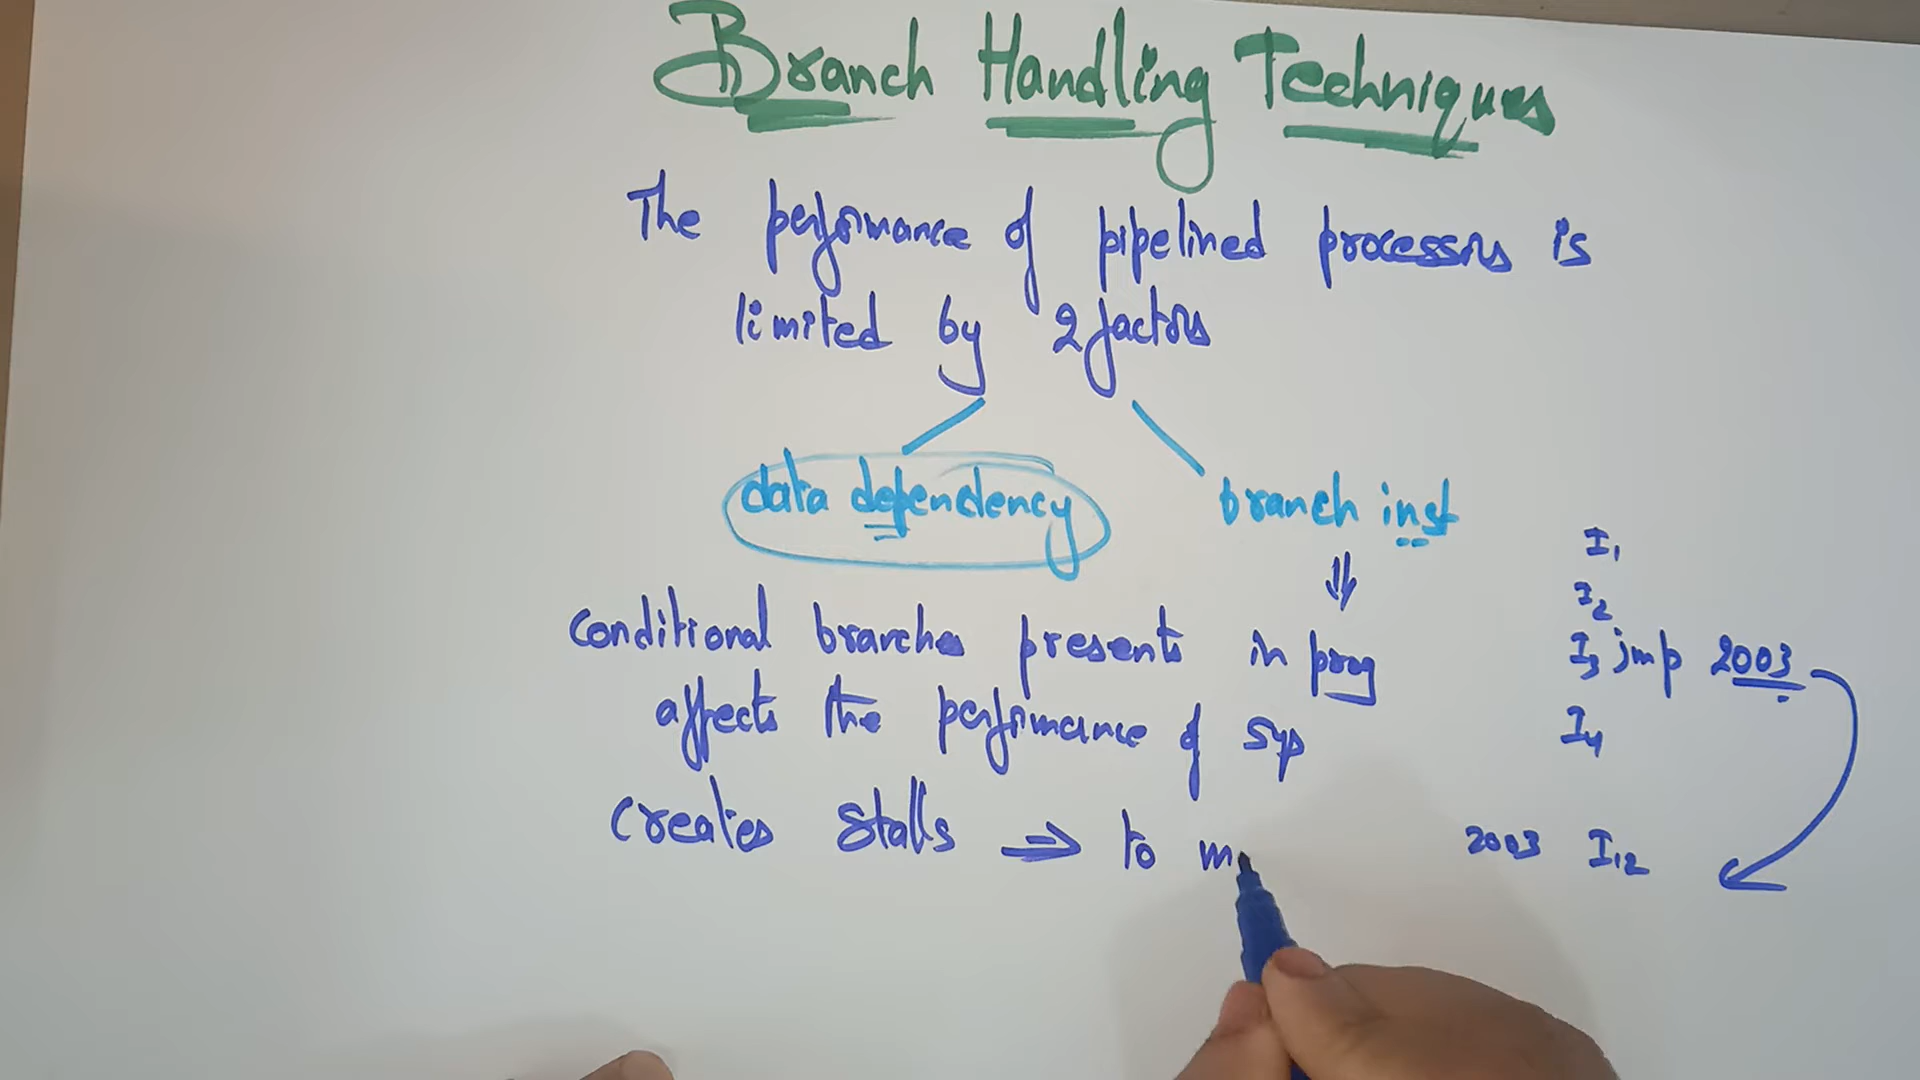 Branch Handling Techniques
The performance of pipelined processors is
limited by 2 factors
data dependency
branch inst
conditional branches presents in prog
affects the performance of sys
creates stalls ⇒ to m
I1
I2
I3 jmp 2003
I4
2003 I12